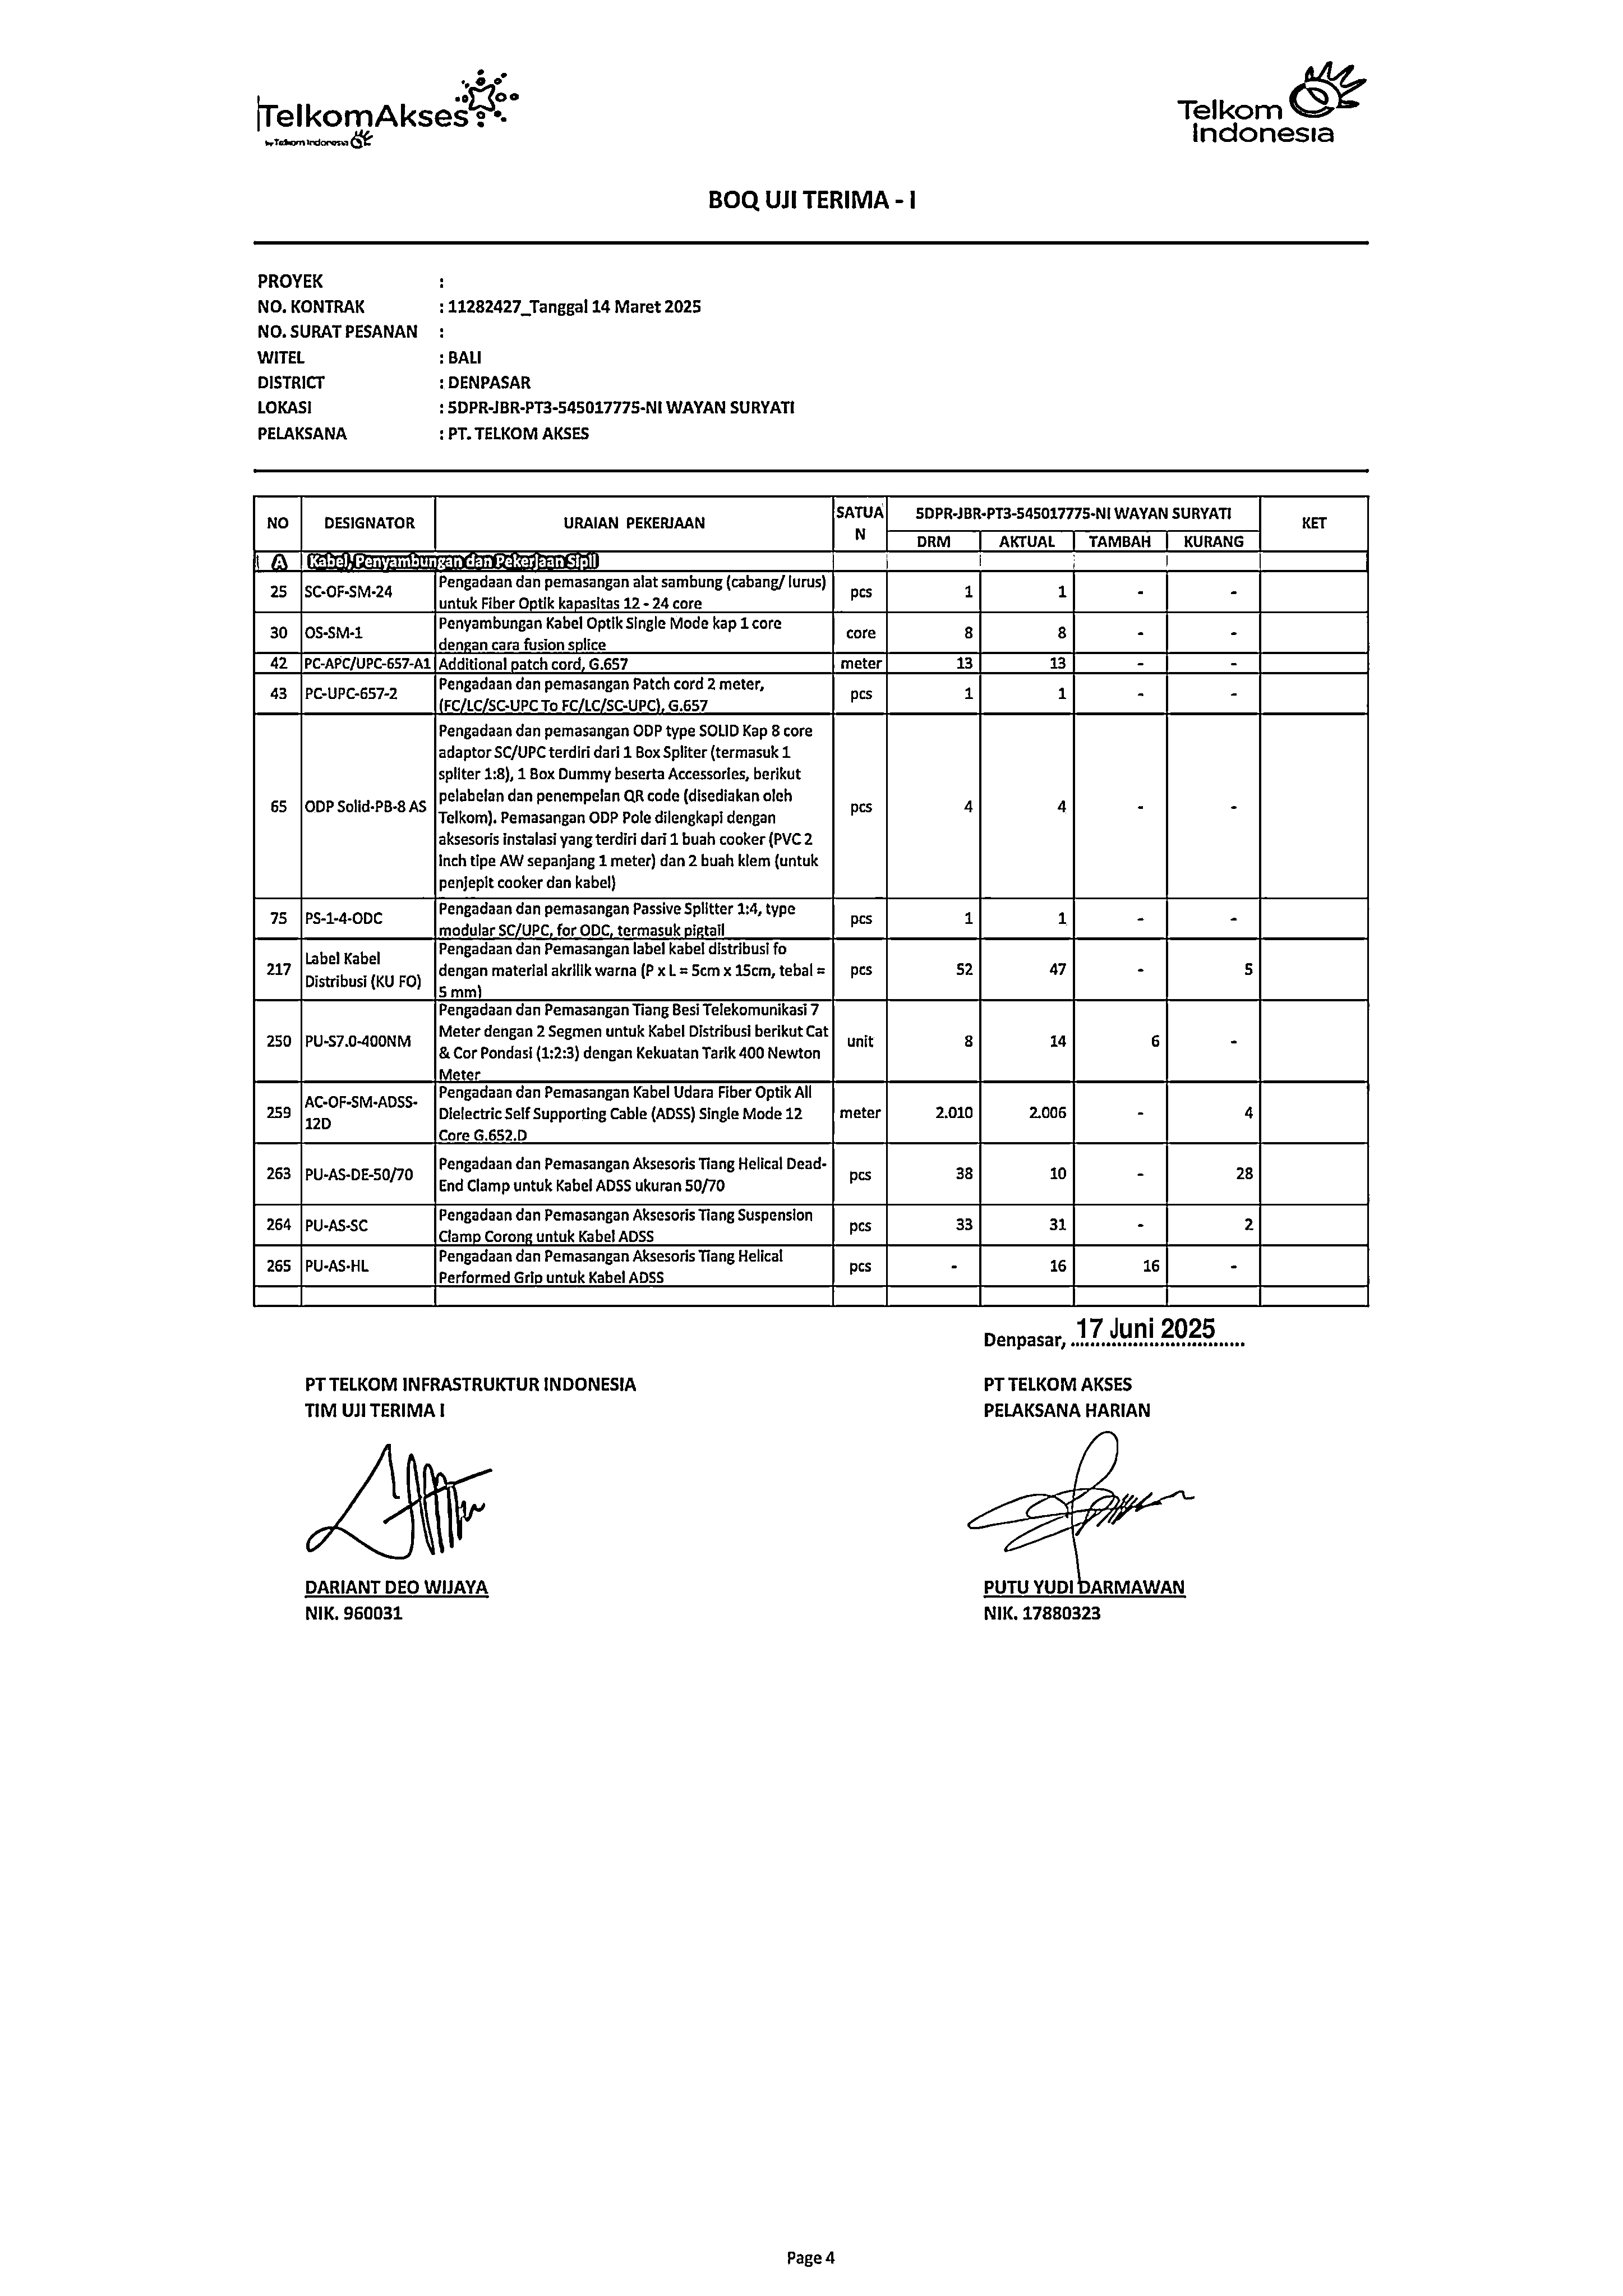 TelkomAkses
by Telkom Indonesia
Telkom
Indonesia
BOQ UJI TERIMA - I
PROYEK :
NO. KONTRAK : 11282427_Tanggal 14 Maret 2025
NO. SURAT PESANAN :
WITEL : BALI
DISTRICT : DENPASAR
LOKASI : 5DPR-JBR-PT3-545017775-NI WAYAN SURYATI
PELAKSANA : PT. TELKOM AKSES
NO DESIGNATOR URAIAN PEKERJAAN SATUA
N 5DPR-JBR-PT3-545017775-NI WAYAN SURYATI KET
DRM AKTUAL TAMBAH KURANG
A Kabel, Penyambungan dan Pekerjaan Sipil
25 SC-OF-SM-24 Pengadaan dan pemasangan alat sambung (cabang/ lurus)
untuk Fiber Optik kapasitas 12 - 24 core pcs 1 1 - -
30 OS-SM-1 Penyambungan Kabel Optik Single Mode kap 1 core
dengan cara fusion splice core 8 8 - -
42 PC-APC/UPC-657-A1 Additional patch cord, G.657 meter 13 13 - -
43 PC-UPC-657-2 Pengadaan dan pemasangan Patch cord 2 meter,
(FC/LC/SC-UPC To FC/LC/SC-UPC), G.657 pcs 1 1 - -
Pengadaan dan pemasangan ODP type SOLID Kap 8 core
adaptor SC/UPC terdiri dari 1 Box Spliter (termasuk 1
spliter 1:8), 1 Box Dummy beserta Accessories, berikut
pelabelan dan penempelan QR code (disediakan oleh
65 ODP Solid-PB-8 AS Telkom). Pemasangan ODP Pole dilengkapi dengan pcs 4 4 - -
aksesoris instalasi yang terdiri dari 1 buah cooker (PVC 2
Inch tipe AW sepanjang 1 meter) dan 2 buah klem (untuk
penjepit cooker dan kabel)
75 PS-1-4-ODC Pengadaan dan pemasangan Passive Splitter 1:4, type
modular SC/UPC, for ODC, termasuk pigtail pcs 1 1 - -
Label Kabel
Distribusi (KU FO)
Pengadaan dan Pemasangan label kabel distribusi fo
217 dengan material akrilik warna (P x L = 5cm x 15cm, tebal = pcs 52 47 - 5
5 mm)
Pengadaan dan Pemasangan Tiang Besi Telekomunikasi 7
Meter dengan 2 Segmen untuk Kabel Distribusi berikut Cat
250 PU-S7.0-400NM & Cor Pondasi (1:2:3) dengan Kekuatan Tarik 400 Newton unit 8 14 6 -
Meter
AC-OF-SM-ADSS-
12D
Pengadaan dan Pemasangan Kabel Udara Fiber Optik All
259 Dielectric Self Supporting Cable (ADSS) Single Mode 12 meter 2.010 2.006 - 4
Core G.652.D
263 PU-AS-DE-50/70 Pengadaan dan Pemasangan Aksesoris Tiang Helical Dead-
End Clamp untuk Kabel ADSS ukuran 50/70 pcs 38 10 - 28
264 PU-AS-SC Pengadaan dan Pemasangan Aksesoris Tiang Suspension
Clamp Corong untuk Kabel ADSS pcs 33 31 - 2
265 PU-AS-HL Pengadaan dan Pemasangan Aksesoris Tiang Helical
Performed Grip untuk Kabel ADSS pcs - 16 16 -
Denpasar, 17 Juni 2025
PT TELKOM INFRASTRUKTUR INDONESIA PT TELKOM AKSES
TIM UJI TERIMA I PELAKSANA HARIAN
DARIANT DEO WIJAYA PUTU YUDI DARMAWAN
NIK. 960031 NIK. 17880323
Page 4